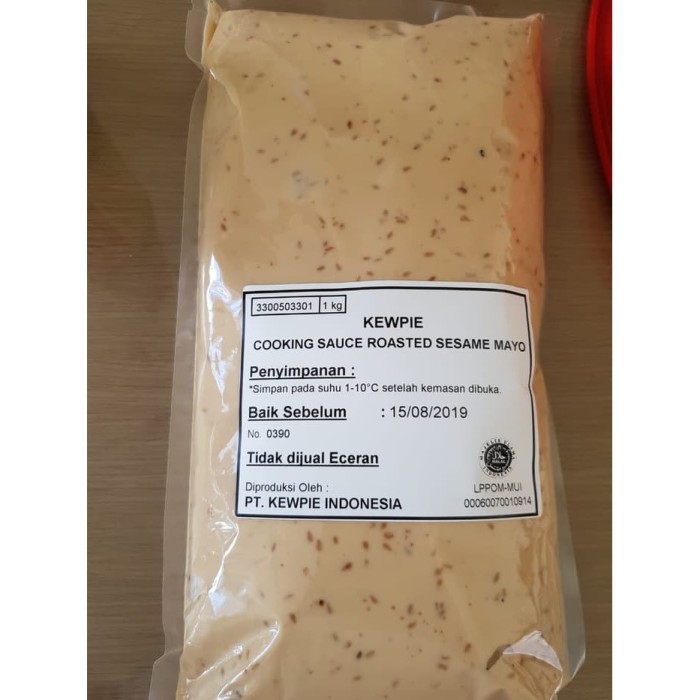 3300503301 1 kg
KEWPIE
COOKING SAUCE ROASTED SESAME MAYO
Penyimpanan :
*Simpan pada suhu 1-10°C setelah kemasan dibuka.
Baik Sebelum : 15/08/2019
No. 0390
Tidak dijual Eceran
Diproduksi Oleh :
PT. KEWPIE INDONESIA
HALAL
LPPOM-MUI
00060070010914